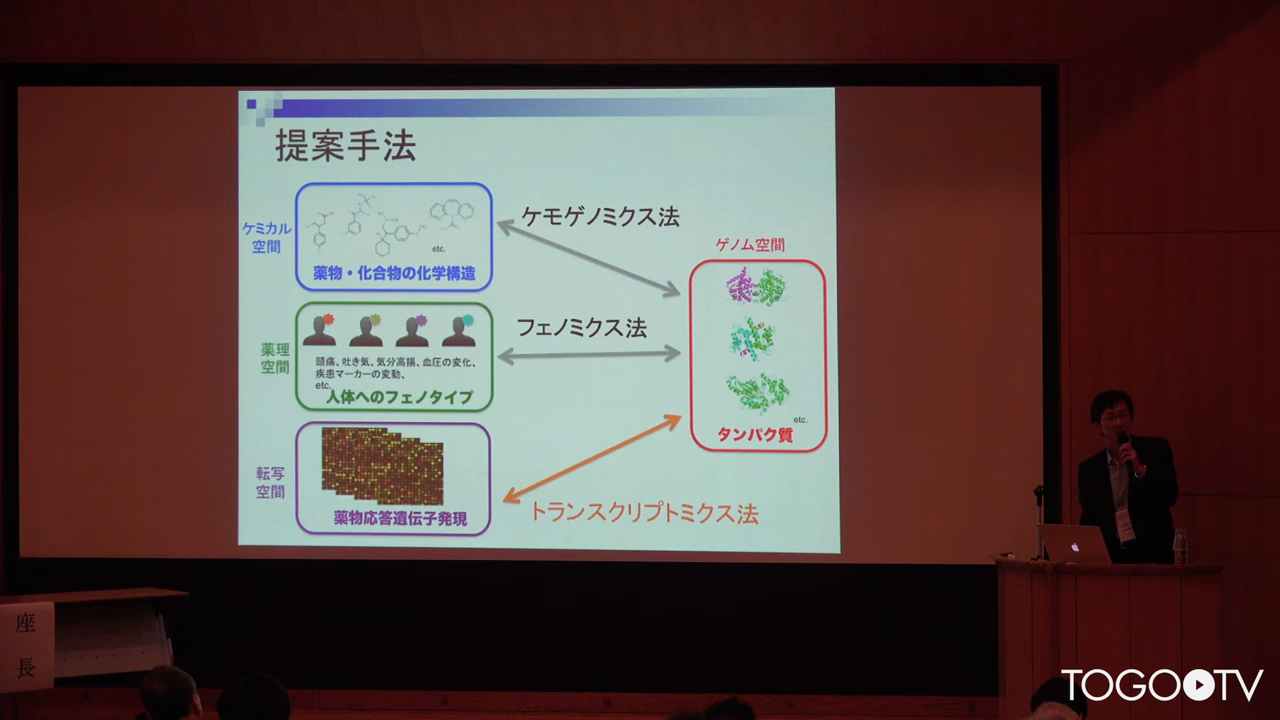 提案手法
ケミカル
空間
etc.
薬物・化合物の化学構造
ケモゲノミクス法
ゲノム空間
薬理
空間
頭痛、吐き気、気分高揚、血圧の変化、
疾患マーカーの変動、
etc.
人体へのフェノタイプ
フェノミクス法
etc.
タンパク質
転写
空間
薬物応答遺伝子発現
トランスクリプトミクス法
座
長
TOGO TV